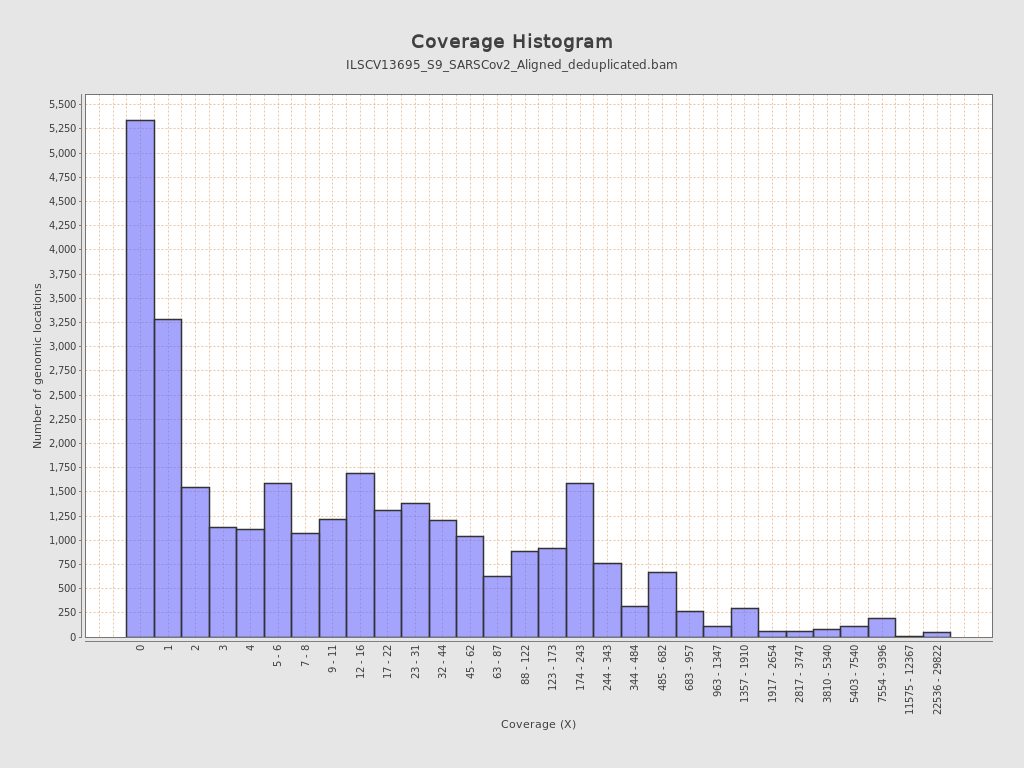 Coverage Histogram
ILSCV13695_S9_SARSCov2_Aligned_deduplicated.bam
Number of genomic locations
5,500
5,250
5,000
4,750
4,500
4,250
4,000
3,750
3,500
3,250
3,000
2,750
2,500
2,250
2,000
1,750
1,500
1,250
1,000
750
500
250
0
0
1
2
3
4
5 - 6
7 - 8
9 - 11
12 - 16
17 - 22
23 - 31
32 - 44
45 - 62
63 - 87
88 - 122
123 - 173
174 - 243
244 - 343
344 - 484
485 - 682
683 - 957
963 - 1347
1357 - 1910
1917 - 2654
2817 - 3747
3810 - 5340
5403 - 7540
7554 - 9396
11575 - 12367
22536 - 29822
Coverage (X)